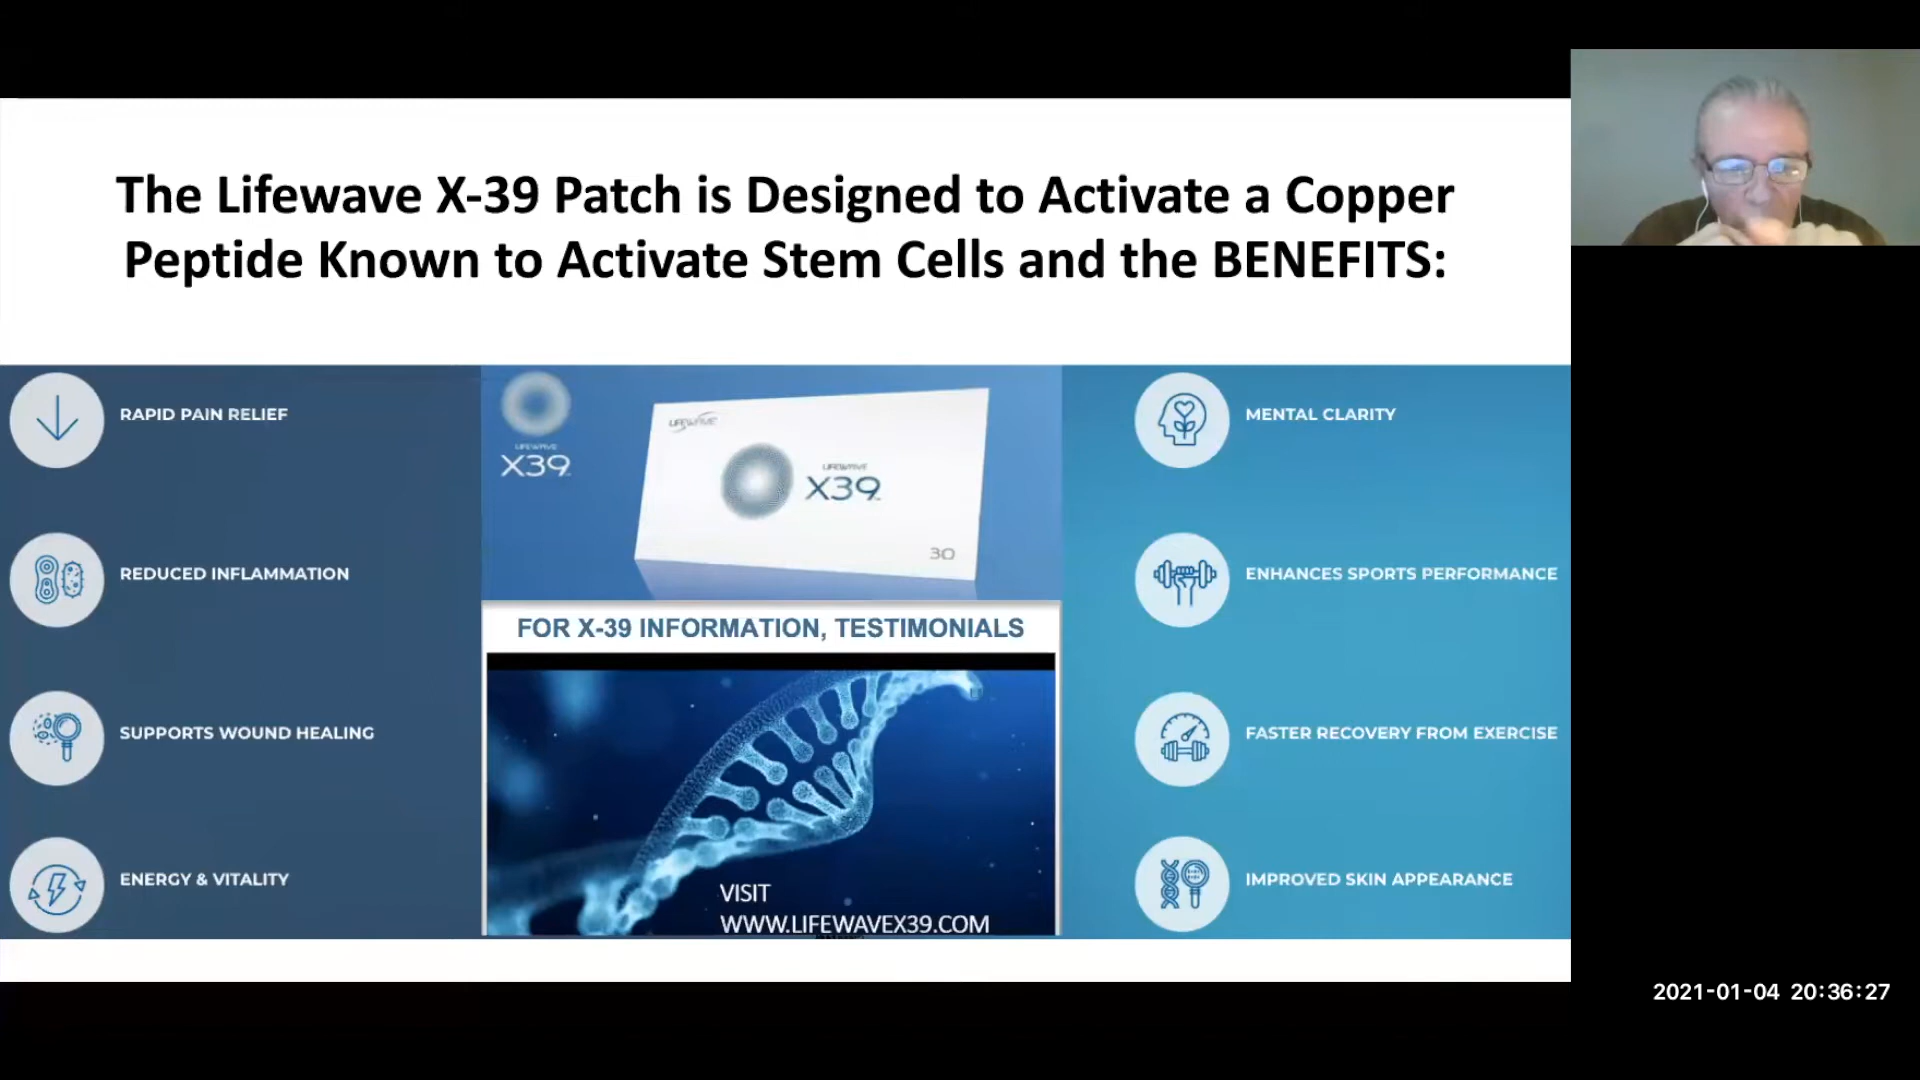 The Lifewave X-39 Patch is Designed to Activate a Copper
Peptide Known to Activate Stem Cells and the BENEFITS:
RAPID PAIN RELIEF
REDUCED INFLAMMATION
SUPPORTS WOUND HEALING
ENERGY & VITALITY
LIFEWAVE
X39
LIFEWAVE
LIFEWAVE
X39
30
FOR X-39 INFORMATION, TESTIMONIALS
VISIT
WWW.LIFEWAVEX39.COM
MENTAL CLARITY
ENHANCES SPORTS PERFORMANCE
FASTER RECOVERY FROM EXERCISE
IMPROVED SKIN APPEARANCE
2021-01-04 20:36:27